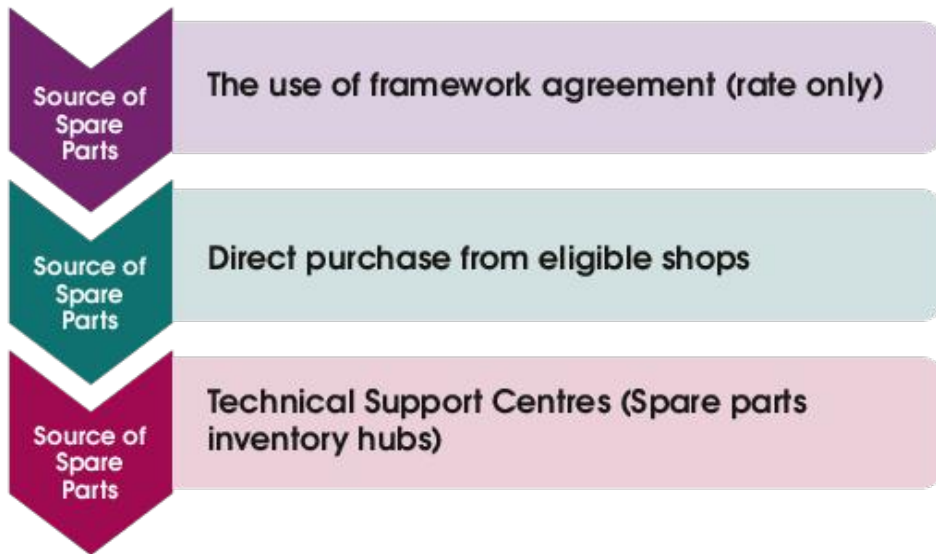 Source of
Spare
Parts
The use of framework agreement (rate only)
Source of
Spare
Parts
Direct purchase from eligible shops
Source of
Spare
Parts
Technical Support Centres (Spare parts
inventory hubs)